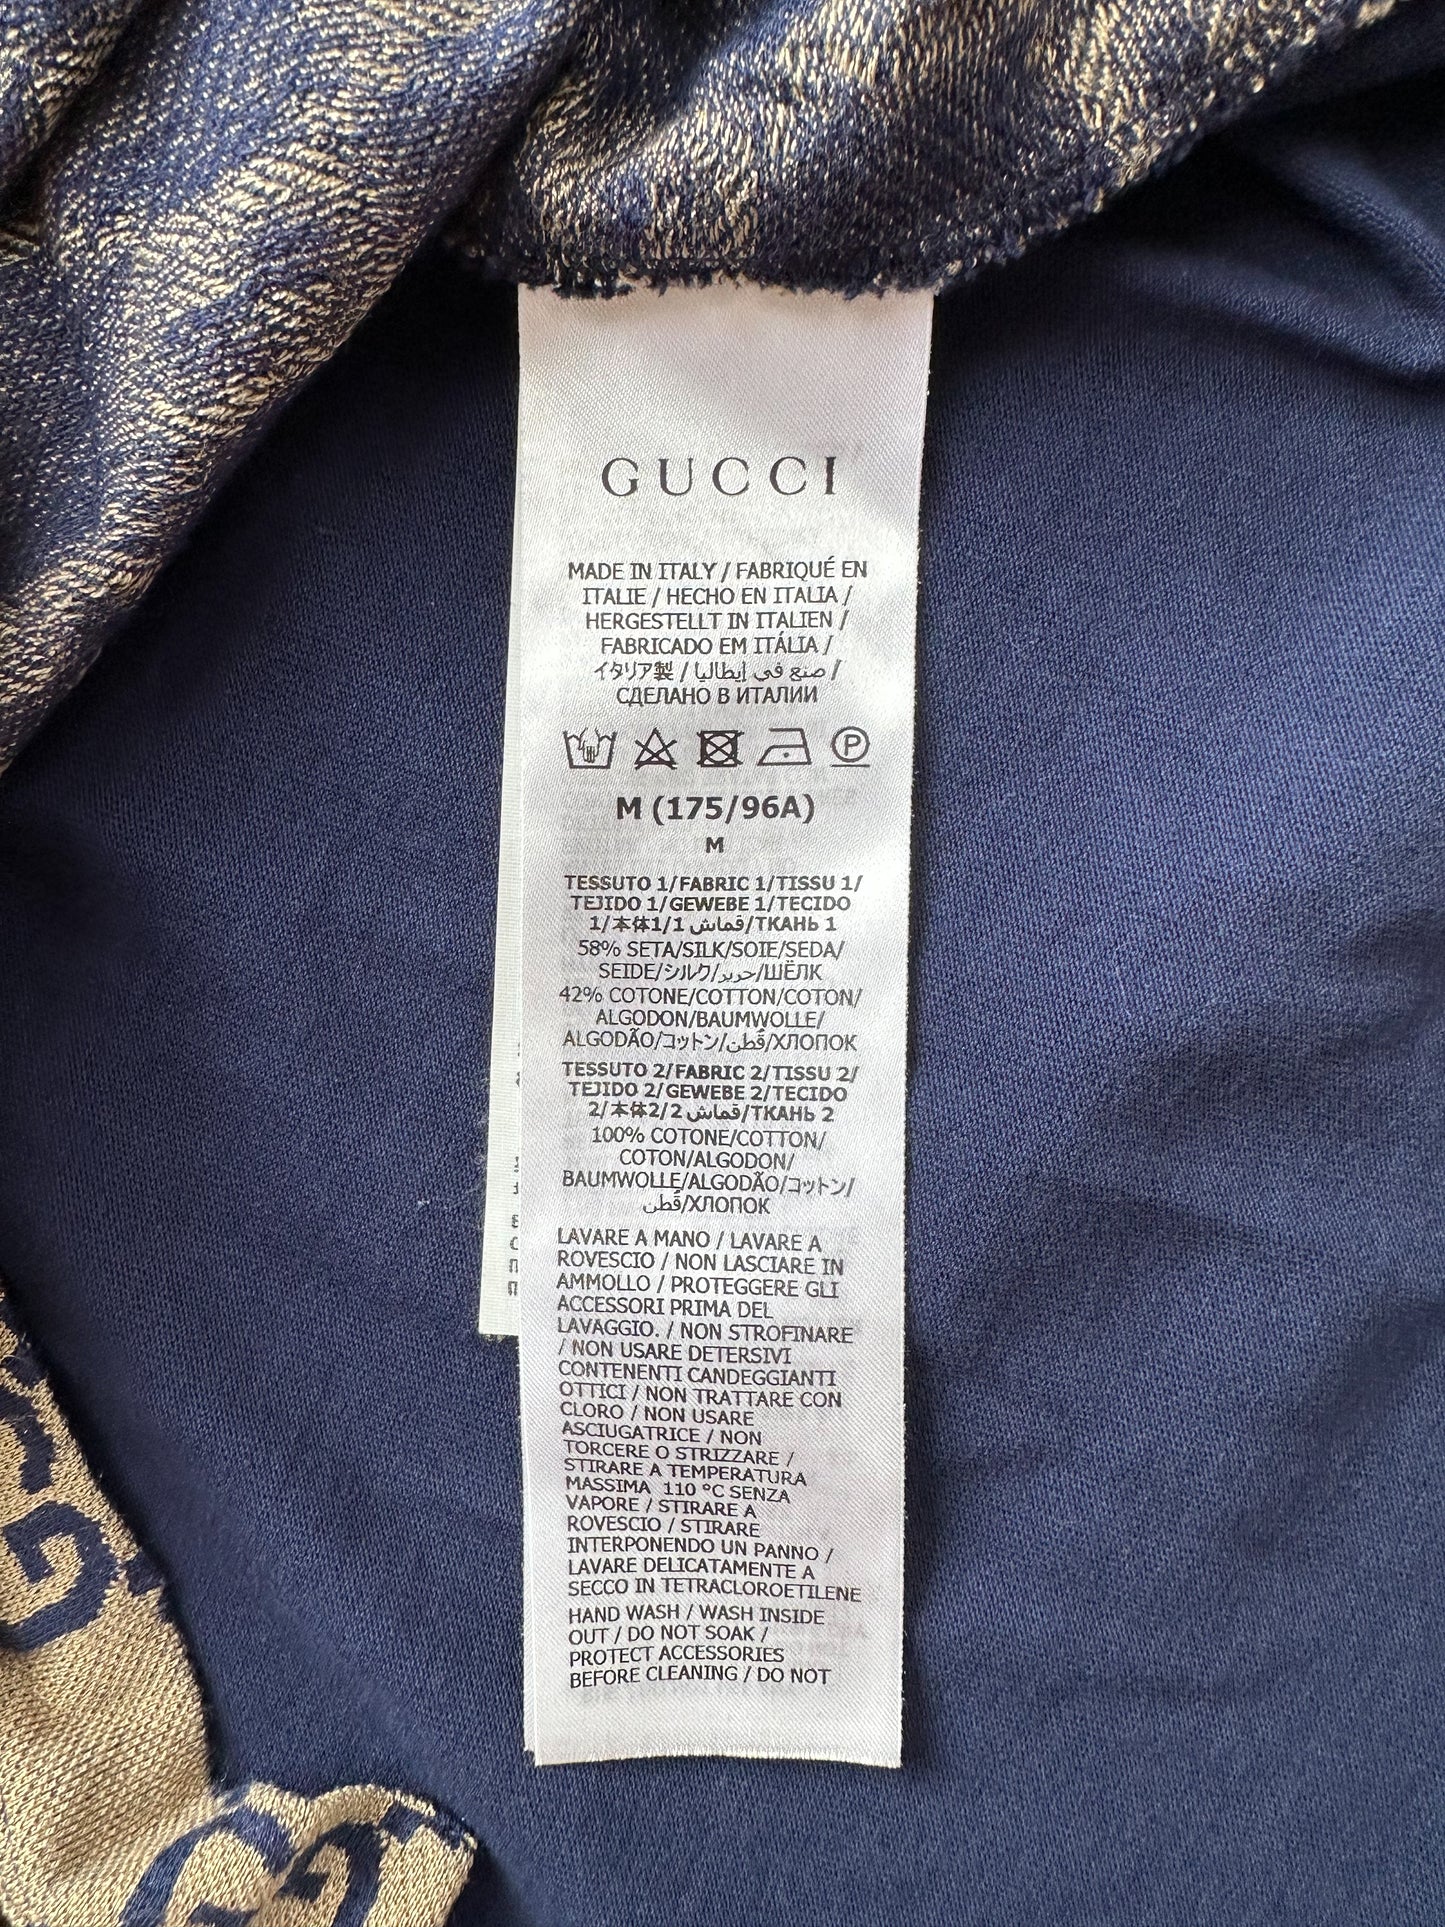 GUCCI
MADE IN ITALY / FABRIQUÉ EN
ITALIE / HECHO EN ITALIA /
HERGESTELLT IN ITALIEN /
FABRICADO EM ITÁLIA /
イタリア製 / صنع في إيطاليا /
СДЕЛАНО В ИТАЛИИ
P
M (175/96A)
M
TESSUTO 1/FABRIC 1/TISSU 1/
TEJIDO 1/GEWEBE 1/TECIDO
1/本体1/1 قماش/ТКАНЬ 1
58% SETA/SILK/SOIE/SEDA/
SEIDE/シルク/حرير/ШЁЛК
42% COTONE/COTTON/COTON/
ALGODON/BAUMWOLLE/
ALGODÃO/コットン/قُطن/ХЛОПОК
TESSUTO 2/FABRIC 2/TISSU 2/
TEJIDO 2/GEWEBE 2/TECIDO
2/本体2/2 قماش/ТКАНЬ 2
100% COTONE/COTTON/
COTON/ALGODON/
BAUMWOLLE/ALGODÃO/コットン/
قُطن/ХЛОПОК
LAVARE A MANO / LAVARE A
ROVESCIO / NON LASCIARE IN
AMMOLLO / PROTEGGERE GLI
ACCESSORI PRIMA DEL
LAVAGGIO. / NON STROFINARE
/ NON USARE DETERSIVI
CONTENENTI CANDEGGIANTI
OTTICI / NON TRATTARE CON
CLORO / NON USARE
ASCIUGATRICE / NON
TORCERE O STRIZZARE /
STIRARE A TEMPERATURA
MASSIMA 110 °C SENZA
VAPORE / STIRARE A
ROVESCIO / STIRARE
INTERPONENDO UN PANNO /
LAVARE DELICATAMENTE A
SECCO IN TETRACLOROETILENE
HAND WASH / WASH INSIDE
OUT / DO NOT SOAK /
PROTECT ACCESSORIES
BEFORE CLEANING / DO NOT